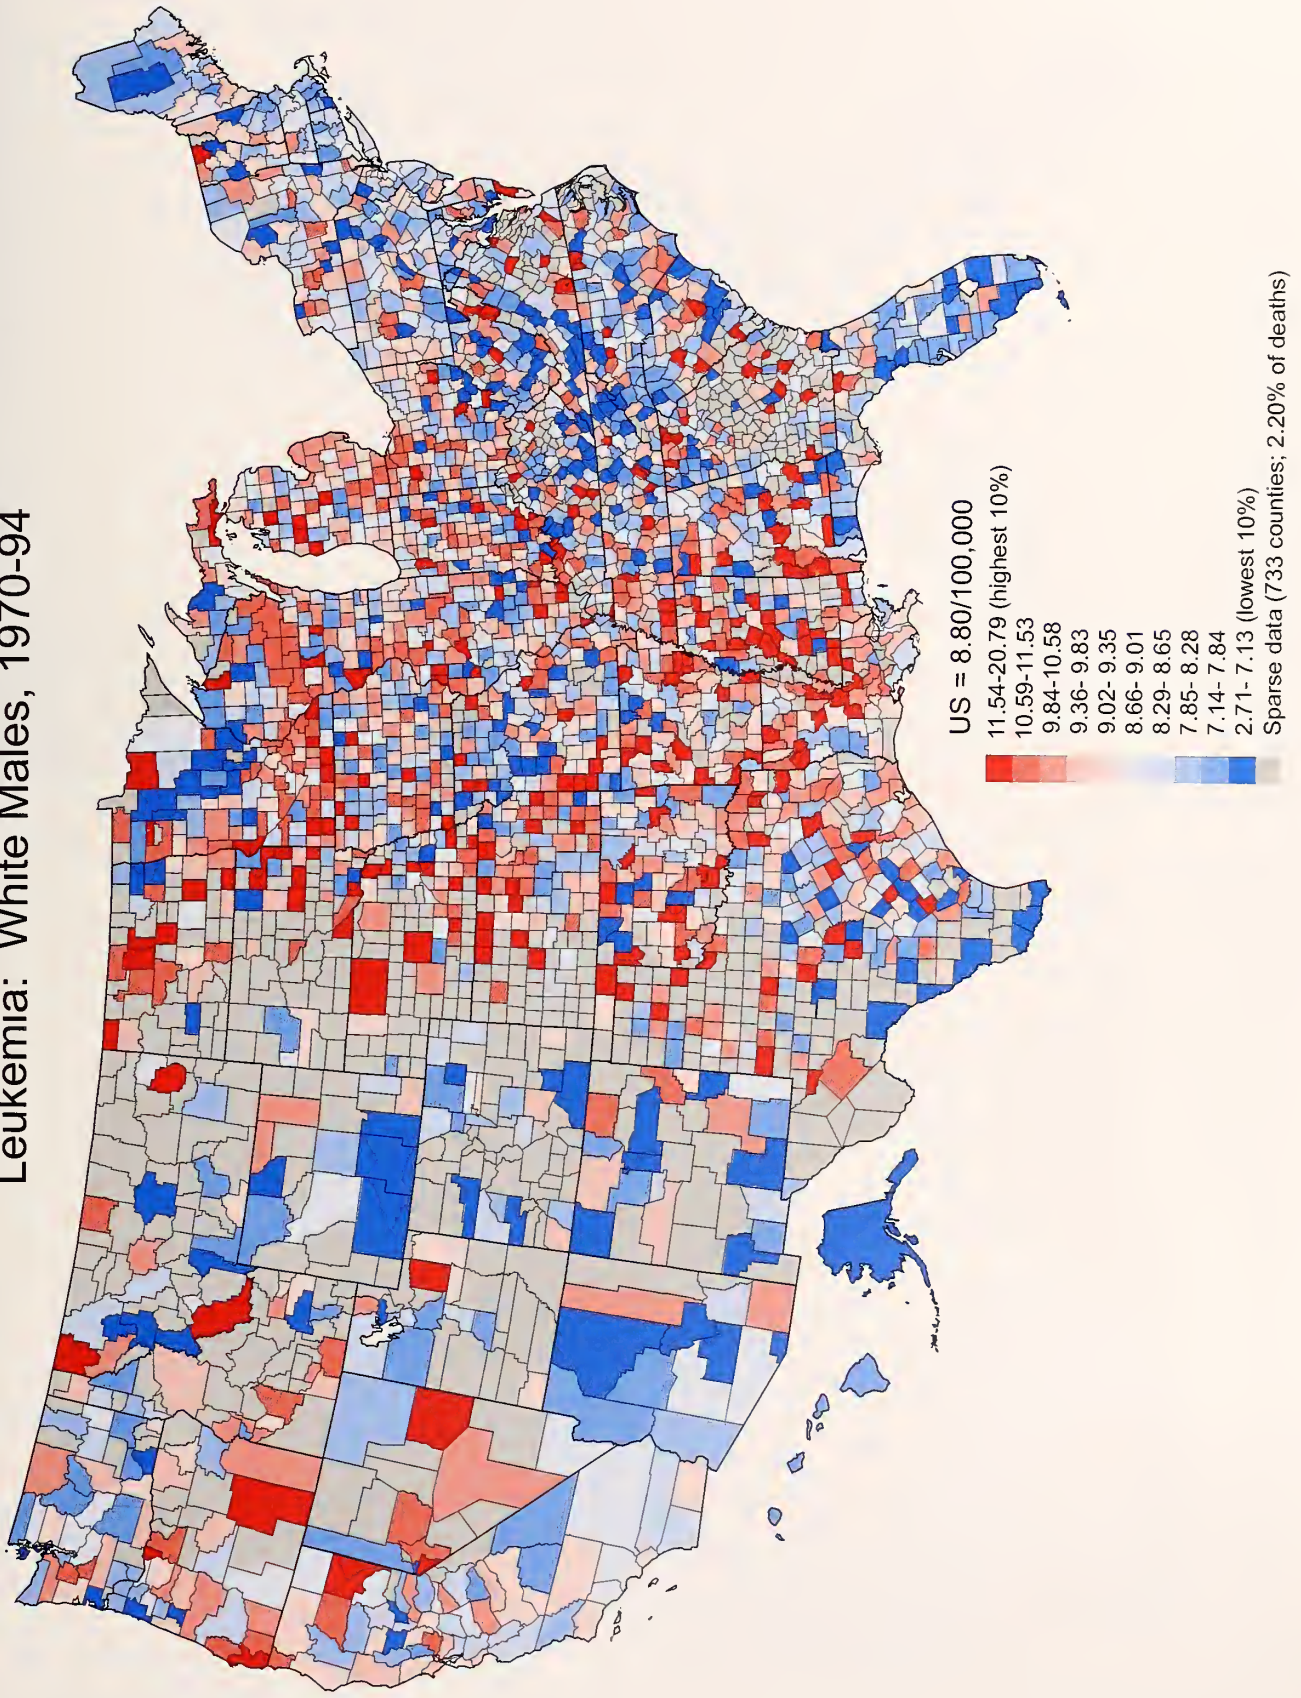 Leukemia: White Males, 1970-94
US = 8.80/100,000
11.54-20.79 (highest 10%)
10.59-11.53
9.84-10.58
9.36- 9.83
9.02- 9.35
8.66- 9.01
8.29- 8.65
7.85- 8.28
7.14- 7.84
2.71- 7.13 (lowest 10%)
Sparse data (733 counties; 2.20% of deaths)